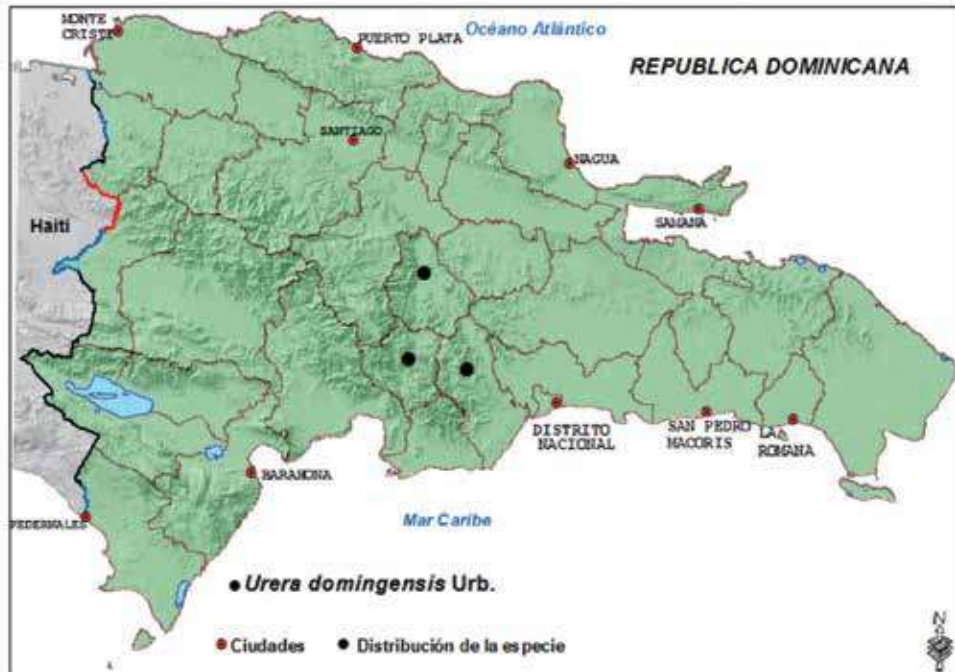 MONTE
CRISTI
PUERTO PLATA
Océano Atlántico
REPUBLICA DOMINICANA
SANTIAGO
NAGUA
SAMANA
Haití
DISTRITO
NACIONAL
SAN PEDRO
MACORIS
LA
ROMANA
BARAHONA
PEDERNALES
Mar Caribe
Urera domingensis Urb.
Ciudades
Distribución de la especie
N